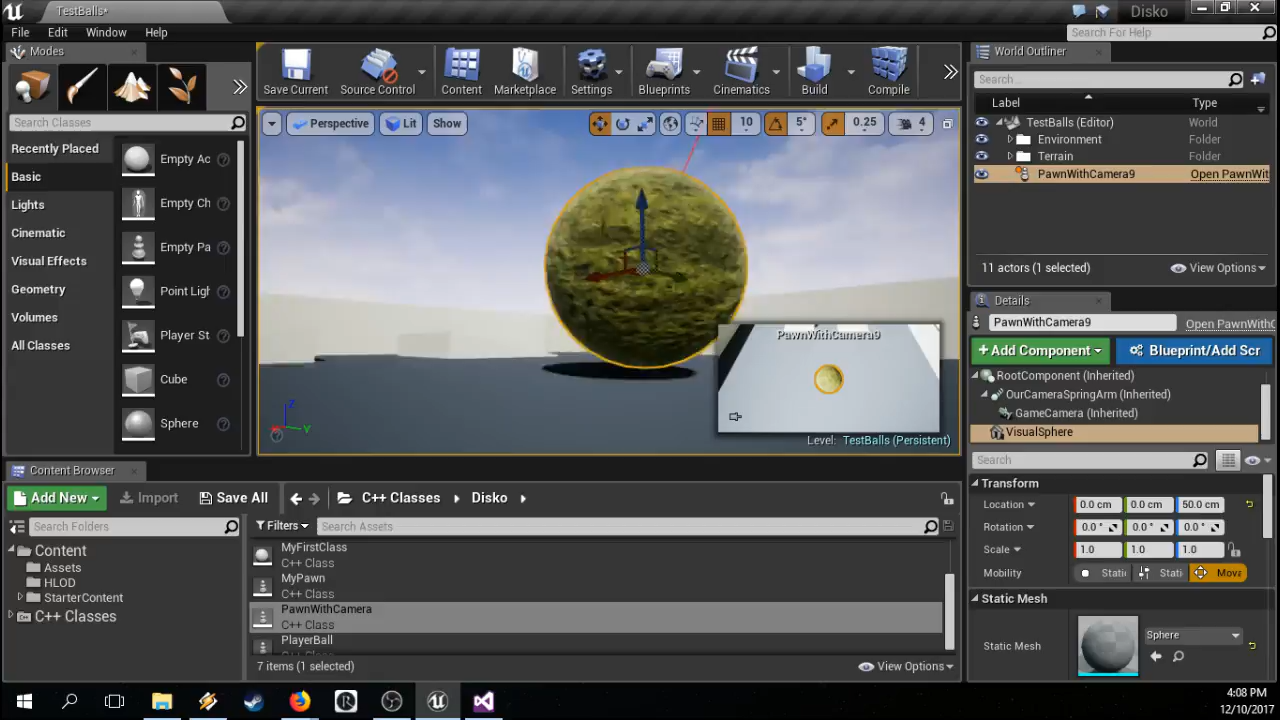 TestBalls*
Disko
File Edit Window Help
Search For Help
Modes
Search Classes
Recently Placed
Basic
Lights
Cinematic
Visual Effects
Geometry
Volumes
All Classes
Empty Ac
Empty Ch
Empty Pa
Point Ligh
Player St
Cube
Sphere
Save Current Source Control Content Marketplace Settings Blueprints Cinematics Build Compile
Perspective Lit Show 10 5° 0.25 4
PawnWithCamera9
Z
Y
Level: TestBalls (Persistent)
World Outliner
Search...
Label Type
TestBalls (Editor) World
Environment Folder
Terrain Folder
PawnWithCamera9 Open PawnWit
11 actors (1 selected) View Options
Details
PawnWithCamera9 Open PawnWithC
+ Add Component Blueprint/Add Scr
RootComponent (Inherited)
OurCameraSpringArm (Inherited)
GameCamera (Inherited)
VisualSphere
Search
Transform
Location 0.0 cm 0.0 cm 50.0 cm
Rotation 0.0 ° 0.0 ° 0.0 °
Scale 1.0 1.0 1.0
Mobility Stati Stati Mova
Static Mesh
Static Mesh Sphere
Content Browser
Add New Import Save All C++ Classes Disko
Search Folders
Filters Search Assets
Content
Assets
HLOD
StarterContent
C++ Classes
MyFirstClass
C++ Class
MyPawn
C++ Class
PawnWithCamera
C++ Class
PlayerBall
7 items (1 selected) View Options
4:08 PM
12/10/2017